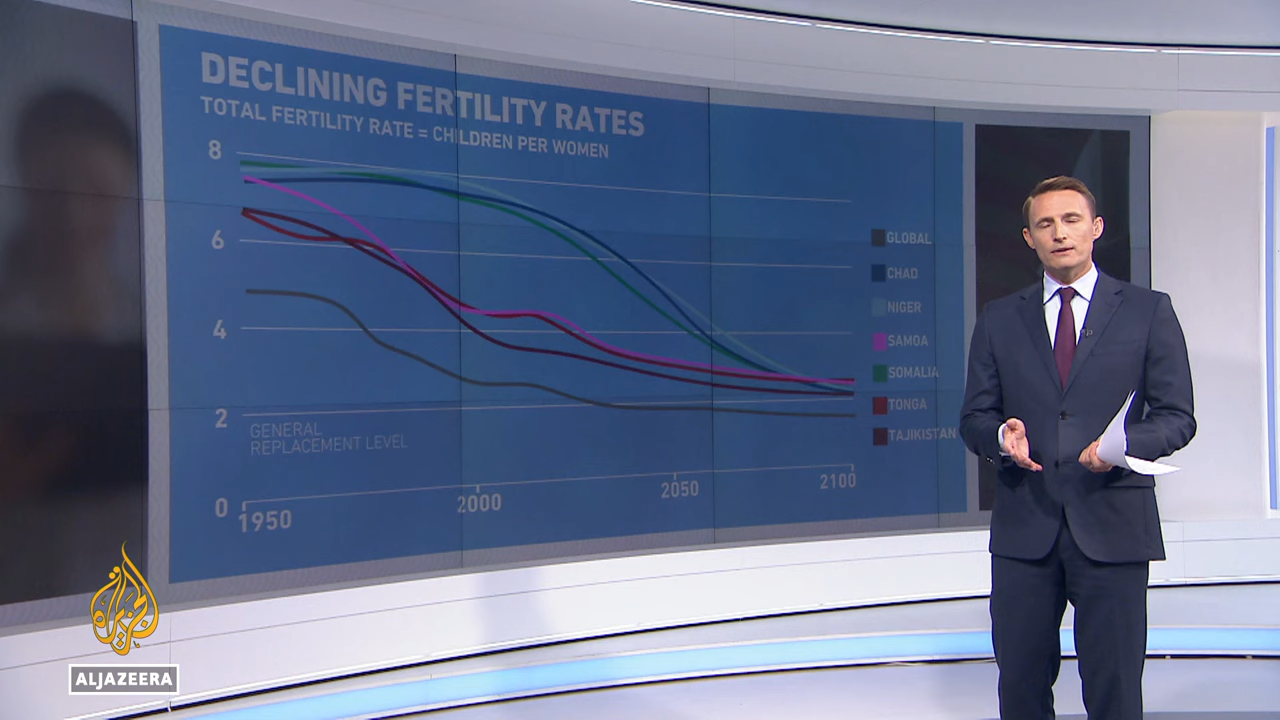 DECLINING FERTILITY RATES
TOTAL FERTILITY RATE = CHILDREN PER WOMEN
8
6
4
2
0
GENERAL
REPLACEMENT LEVEL
1950
2000
2050
2100
GLOBAL
CHAD
NIGER
SAMOA
SOMALIA
TONGA
TAJIKISTAN
الجزيرة
ALJAZEERA